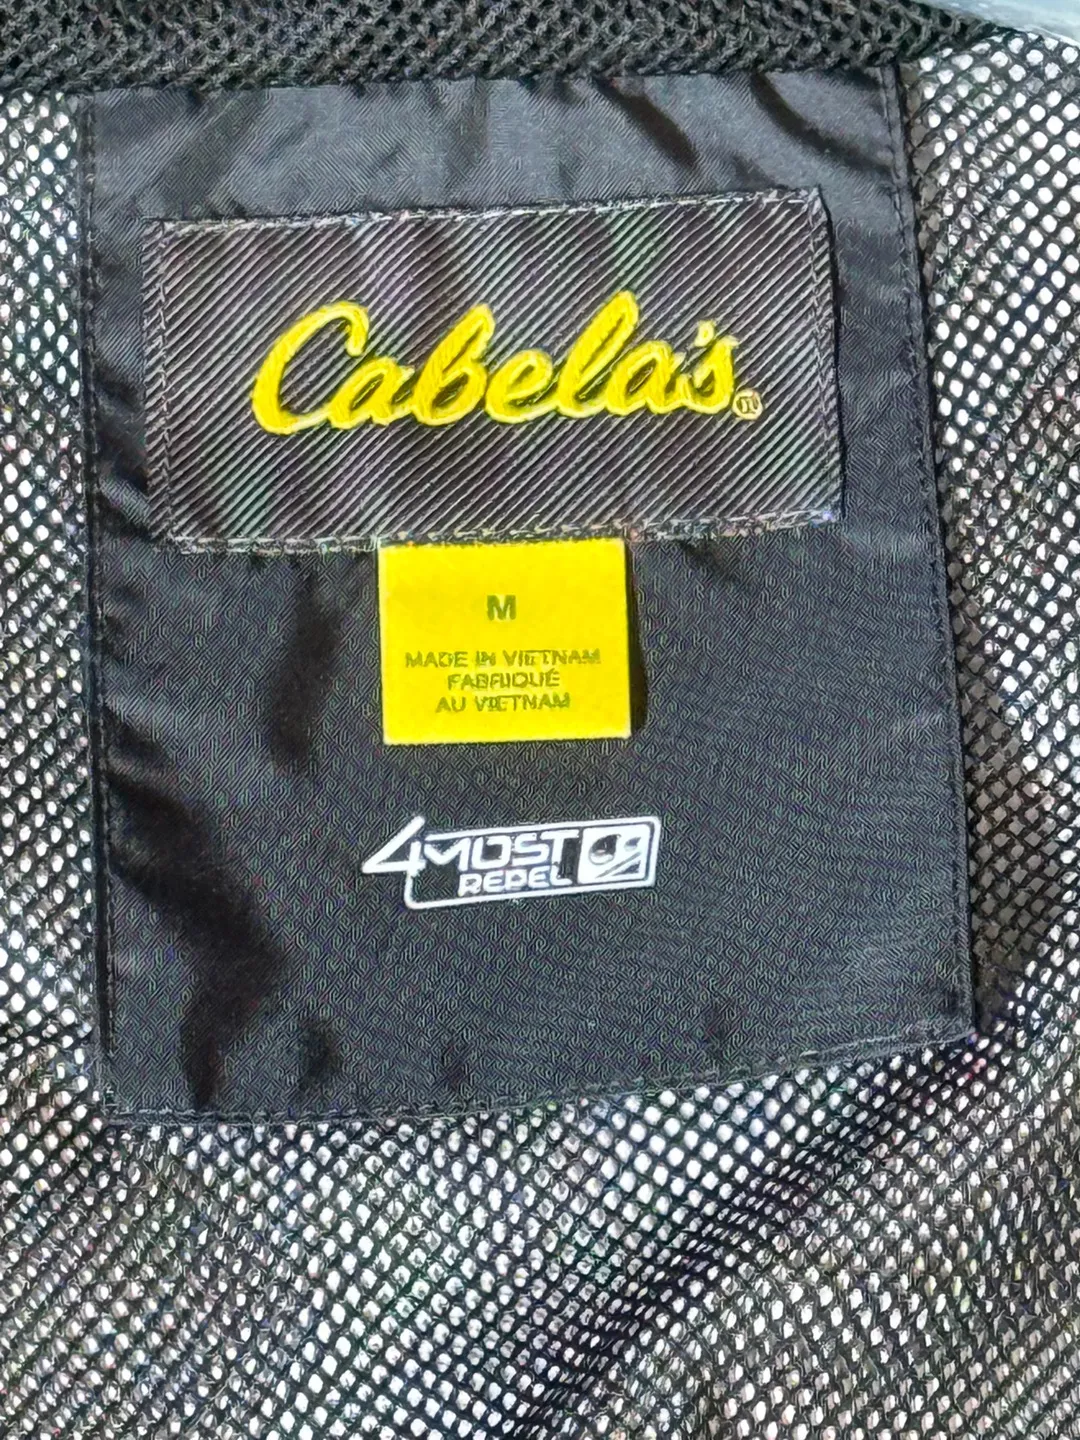 Cabela's®
M
MADE IN VIETNAM
FABRIQUÉ
AU VIETNAM
4MOST
REPEL